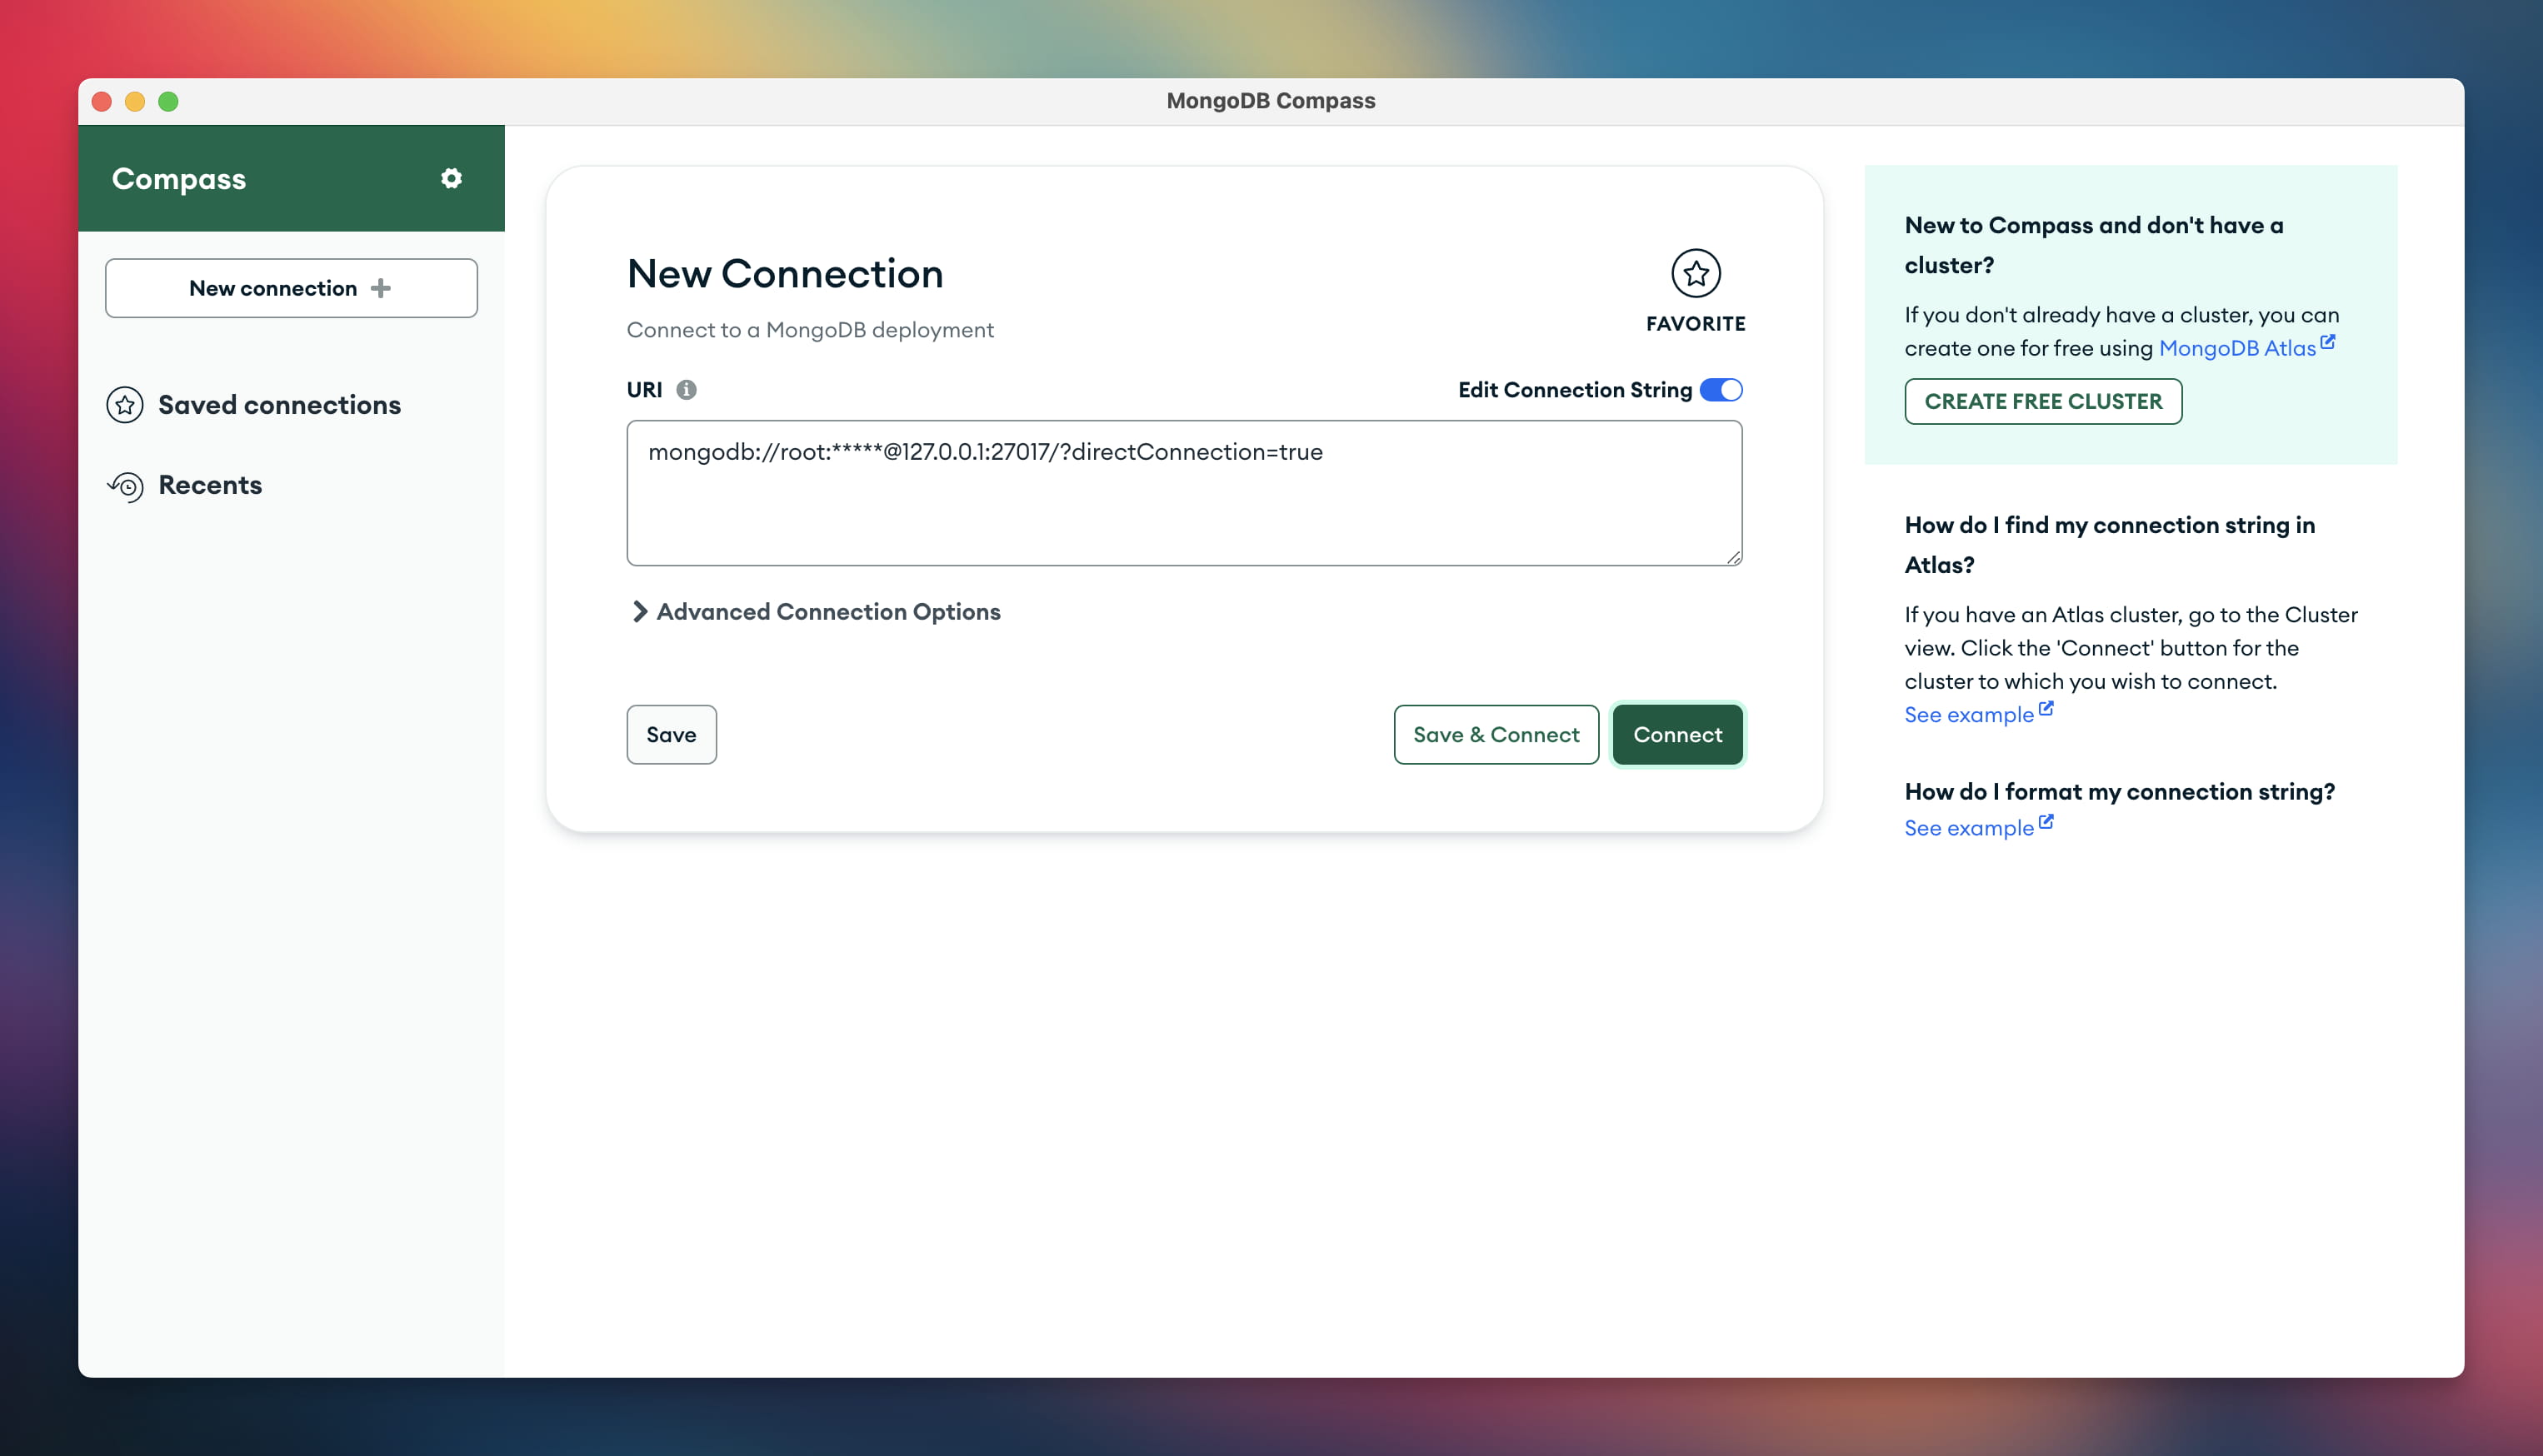 MongoDB Compass
Compass
New connection
Saved connections
Recents
New Connection
Connect to a MongoDB deployment
FAVORITE
URI
Edit Connection String
mongodb://root:*****@127.0.0.1:27017/?directConnection=true
Advanced Connection Options
Save
Save & Connect
Connect
New to Compass and don't have a
cluster?
If you don't already have a cluster, you can
create one for free using MongoDB Atlas
CREATE FREE CLUSTER
How do I find my connection string in
Atlas?
If you have an Atlas cluster, go to the Cluster
view. Click the 'Connect' button for the
cluster to which you wish to connect.
See example
How do I format my connection string?
See example